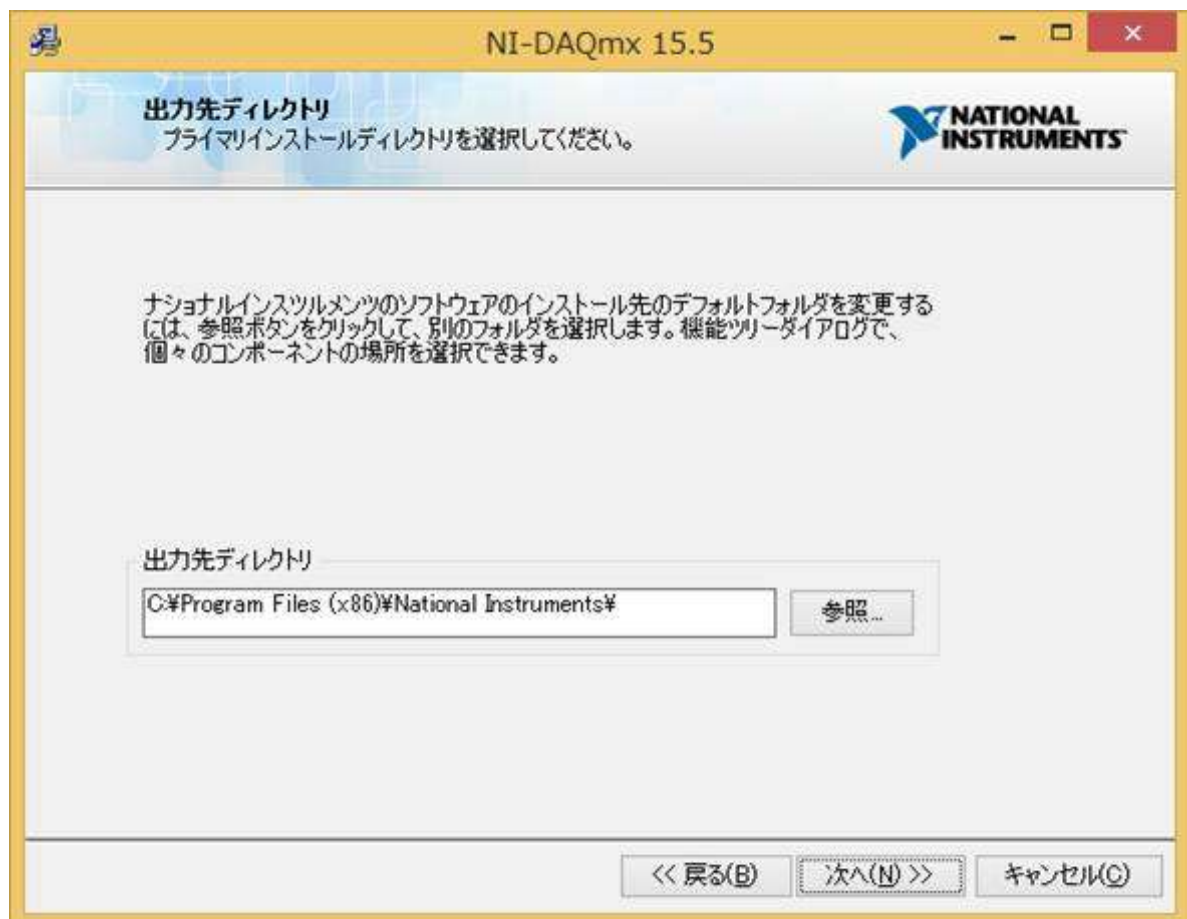 NI-DAQmx 15.5
出力先ディレクトリ
プライマリインストールディレクトリを選択してください。
NATIONAL
INSTRUMENTS
ナショナルインスツルメンツのソフトウェアのインストール先のデフォルトフォルダを変更する
には、参照ボタンをクリックして、別のフォルダを選択します。機能ツリーダイアログで、
個々のコンポーネントの場所を選択できます。
出力先ディレクトリ
C:¥Program Files (x86)¥National Instruments¥
参照...
<< 戻る(B)
次へ(N) >>
キャンセル(C)